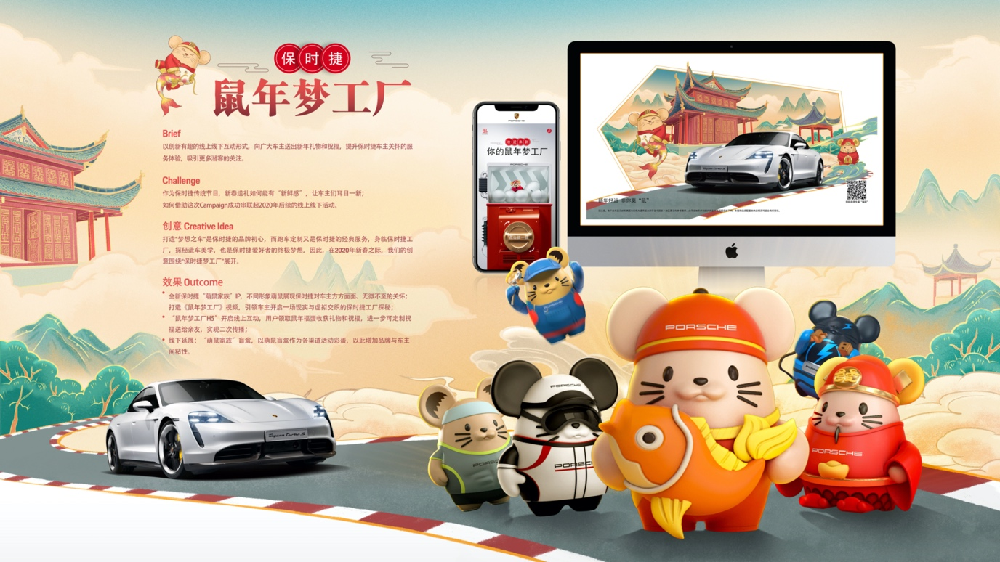 保时捷
鼠年梦工厂
Brief
以创新有趣的线上线下互动形式，向广大车主送出新年礼物和祝福，提升保时捷车主关怀的服
务体验，吸引更多潜客的关注。
Challenge
作为保时捷传统节目，新春送礼如何能有“新鲜感”，让车主们耳目一新；
如何借助这次Campaign成功串联起2020年后续的线上线下活动。
创意 Creative Idea
打造“梦想之车”是保时捷的品牌初心，而跑车定制又是保时捷的经典服务，身临保时捷工
厂，探秘造车美学，也是保时捷爱好者的终极梦想，因此，在2020年新春之际，我们的创
意围绕“保时捷梦工厂”展开。
效果 Outcome
• 全新保时捷“萌鼠家族”IP，不同形象萌鼠展现保时捷对车主方方面面、无微不至的关怀；
打造《鼠年梦工厂》视频，引领车主开启一场现实与虚拟交织的保时捷工厂探秘；
• “鼠年梦工厂H5”开启线上互动，用户领取鼠年福蛋收获礼物和祝福，进一步可定制祝
福送给亲友，实现二次传播；
• 线下延展：“萌鼠家族”盲盒，以萌鼠盲盒作为各渠道活动彩蛋，以此增加品牌与车主
间粘性。
PORSCHE
欢迎来到
你的鼠年梦工厂
PORSCHE
新年好运 享你莫“鼠”
Taycan Turbo S
PORSCHE
PORSCHE
PORSCHE
PORSCHE
PORSCHE